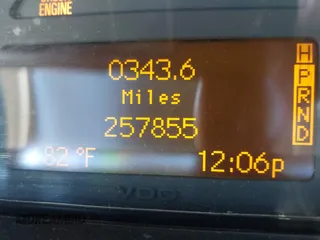 ENGINE
0343.6
Miles
257855
82 °F 12:06p
H
P
R
N
D